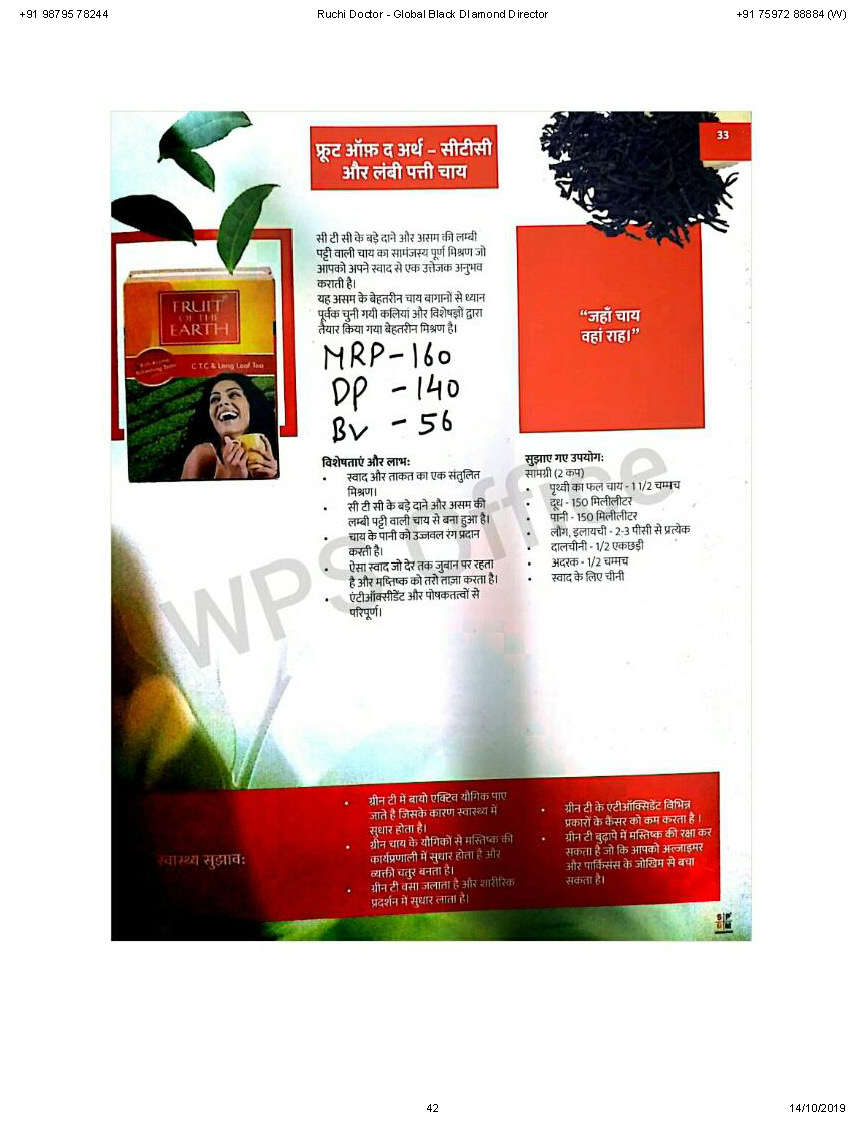 +91 98795 78244
Ruchi Doctor - Global Black DIamond Director
+91 75972 88884 (W)
33
फ्रूट ऑफ़ द अर्थ – सीटीसी
और लंबी पत्ती चाय
सी टी सी के बड़े दाने और असम की लम्बी
पट्टी वाली चाय का सामंजस्य पूर्ण मिश्रण जो
आपको अपने स्वाद से एक उत्तेजक अनुभव
कराती है।
यह असम के बेहतरीन चाय बागानों से ध्यान
पूर्वक चुनी गयी कलियां और विशेषज्ञों द्वारा
तैयार किया गया बेहतरीन मिश्रण है।
MRP - 160
DP - 140
BV - 56
FRUIT
OF THE
EARTH
Refreshing Taste
CTC & Long Leaf Tea
“जहाँ चाय
वहां राह।”
विशेषताएं और लाभ:
• स्वाद और ताकत का एक संतुलित
मिश्रण।
• सी टी सी के बड़े दाने और असम की
लम्बी पट्टी वाली चाय से बना हुआ है।
• चाय के पानी को उज्जवल रंग प्रदान
करती है।
• ऐसा स्वाद जो देर तक जुबान पर रहता
है और मष्तिष्क को तरो ताज़ा करता है।
• एंटीऑक्सीडेंट और पोषकतत्वों से
परिपूर्ण।
सुझाए गए उपयोग:
सामग्री (2 कप)
• पृथ्वी का फल चाय - 1 1/2 चम्मच
• दूध - 150 मिलीलीटर
• पानी - 150 मिलीलीटर
• लौंग, इलायची - 2-3 पीसी से प्रत्येक
• दालचीनी - 1/2 एकछड़ी
• अदरक - 1/2 चम्मच
• स्वाद के लिए चीनी
WPS Office
स्वास्थ्य सुझाव:
• ग्रीन टी में बायो एक्टिव यौगिक पाए
जाते है जिसके कारण स्वास्थ्य में
सुधार होता है।
• ग्रीन चाय के यौगिकों से मस्तिष्क की
कार्यप्रणाली में सुधार होता है और
व्यक्ती चतुर बनता है।
• ग्रीन टी वसा जलाता है और शारीरिक
प्रदर्शन मे सुधार लाता है।
• ग्रीन टी के एंटीऑक्सिडेंट विभिन्न
प्रकारों के कैंसर को कम करता है ।
• ग्रीन टी बुढ़ापे में मस्तिष्क की रक्षा कर
सकता है जो कि आपको अल्जाइमर
और पार्किसंस के जोखिम से बचा
सकता है।
42
14/10/2019